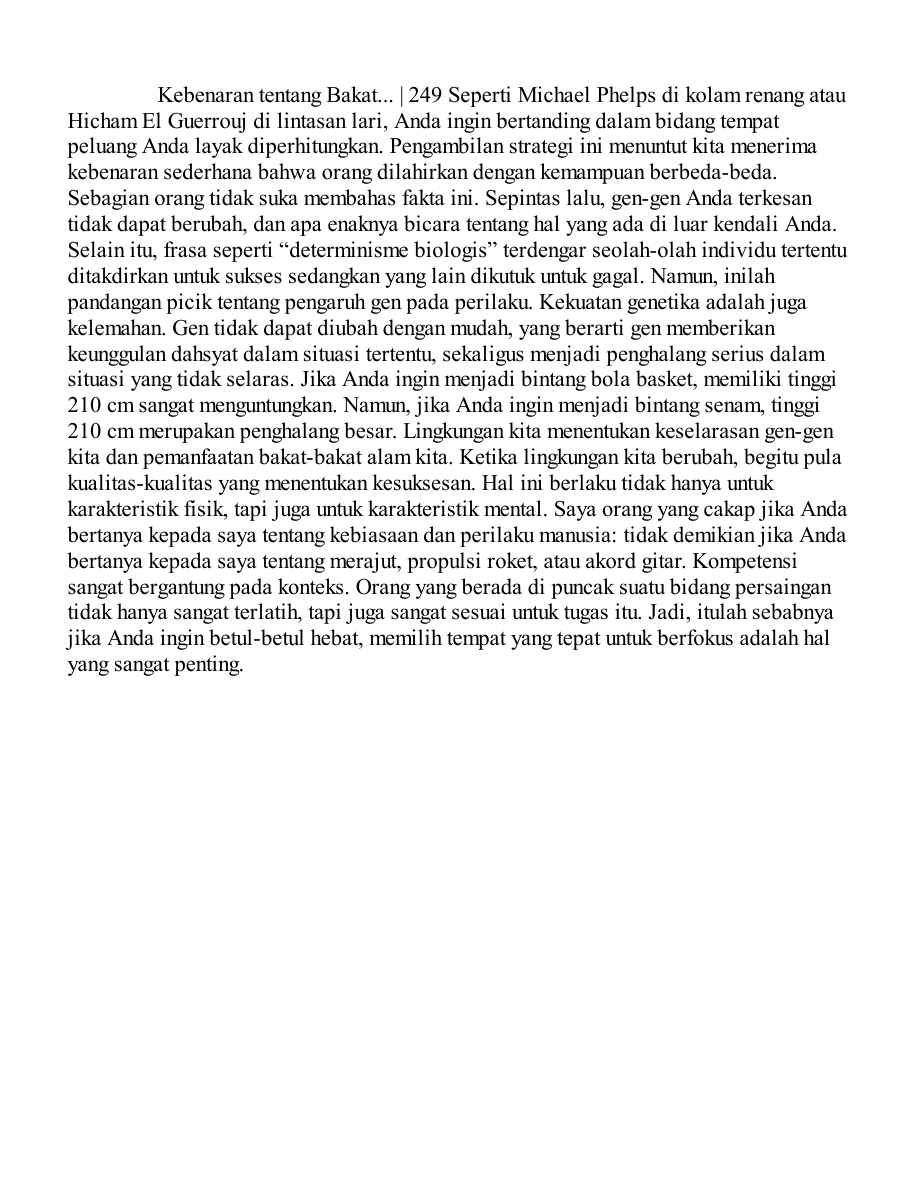 Kebenaran tentang Bakat... | 249 Seperti Michael Phelps di kolam renang atau
Hicham El Guerrouj di lintasan lari, Anda ingin bertanding dalam bidang tempat
peluang Anda layak diperhitungkan. Pengambilan strategi ini menuntut kita menerima
kebenaran sederhana bahwa orang dilahirkan dengan kemampuan berbeda-beda.
Sebagian orang tidak suka membahas fakta ini. Sepintas lalu, gen-gen Anda terkesan
tidak dapat berubah, dan apa enaknya bicara tentang hal yang ada di luar kendali Anda.
Selain itu, frasa seperti “determinisme biologis” terdengar seolah-olah individu tertentu
ditakdirkan untuk sukses sedangkan yang lain dikutuk untuk gagal. Namun, inilah
pandangan picik tentang pengaruh gen pada perilaku. Kekuatan genetika adalah juga
kelemahan. Gen tidak dapat diubah dengan mudah, yang berarti gen memberikan
keunggulan dahsyat dalam situasi tertentu, sekaligus menjadi penghalang serius dalam
situasi yang tidak selaras. Jika Anda ingin menjadi bintang bola basket, memiliki tinggi
210 cm sangat menguntungkan. Namun, jika Anda ingin menjadi bintang senam, tinggi
210 cm merupakan penghalang besar. Lingkungan kita menentukan keselarasan gen-gen
kita dan pemanfaatan bakat-bakat alam kita. Ketika lingkungan kita berubah, begitu pula
kualitas-kualitas yang menentukan kesuksesan. Hal ini berlaku tidak hanya untuk
karakteristik fisik, tapi juga untuk karakteristik mental. Saya orang yang cakap jika Anda
bertanya kepada saya tentang kebiasaan dan perilaku manusia: tidak demikian jika Anda
bertanya kepada saya tentang merajut, propulsi roket, atau akord gitar. Kompetensi
sangat bergantung pada konteks. Orang yang berada di puncak suatu bidang persaingan
tidak hanya sangat terlatih, tapi juga sangat sesuai untuk tugas itu. Jadi, itulah sebabnya
jika Anda ingin betul-betul hebat, memilih tempat yang tepat untuk berfokus adalah hal
yang sangat penting.